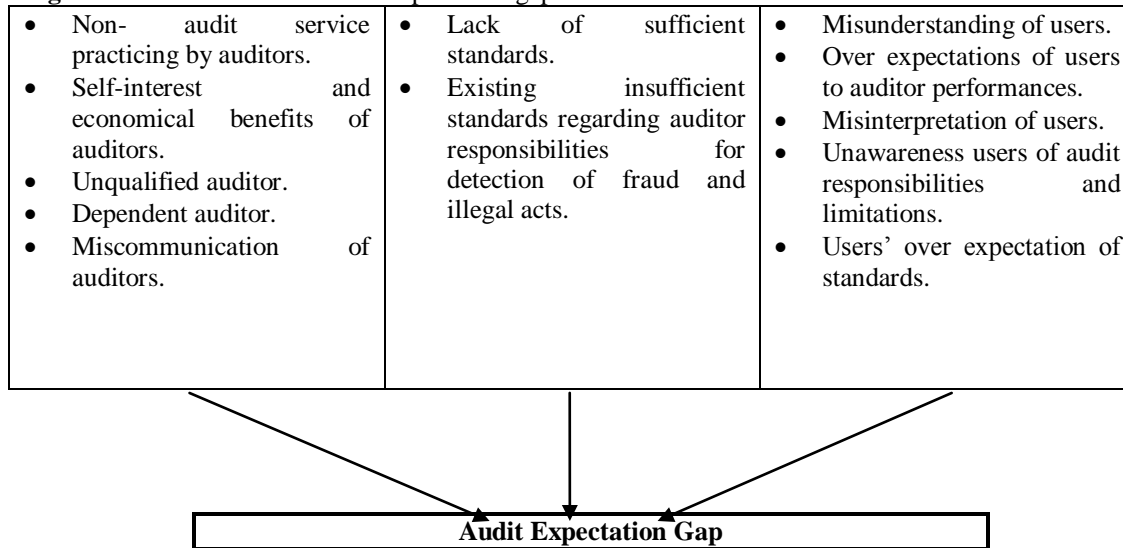 • Non- audit service
practicing by auditors.
• Self-interest and
economical benefits of
auditors.
• Unqualified auditor.
• Dependent auditor.
• Miscommunication of
auditors.
• Lack of sufficient
standards.
• Existing insufficient
standards regarding auditor
responsibilities for
detection of fraud and
illegal acts.
• Misunderstanding of users.
• Over expectations of users
to auditor performances.
• Misinterpretation of users.
• Unawareness users of audit
responsibilities and
limitations.
• Users’ over expectation of
standards.
Audit Expectation Gap